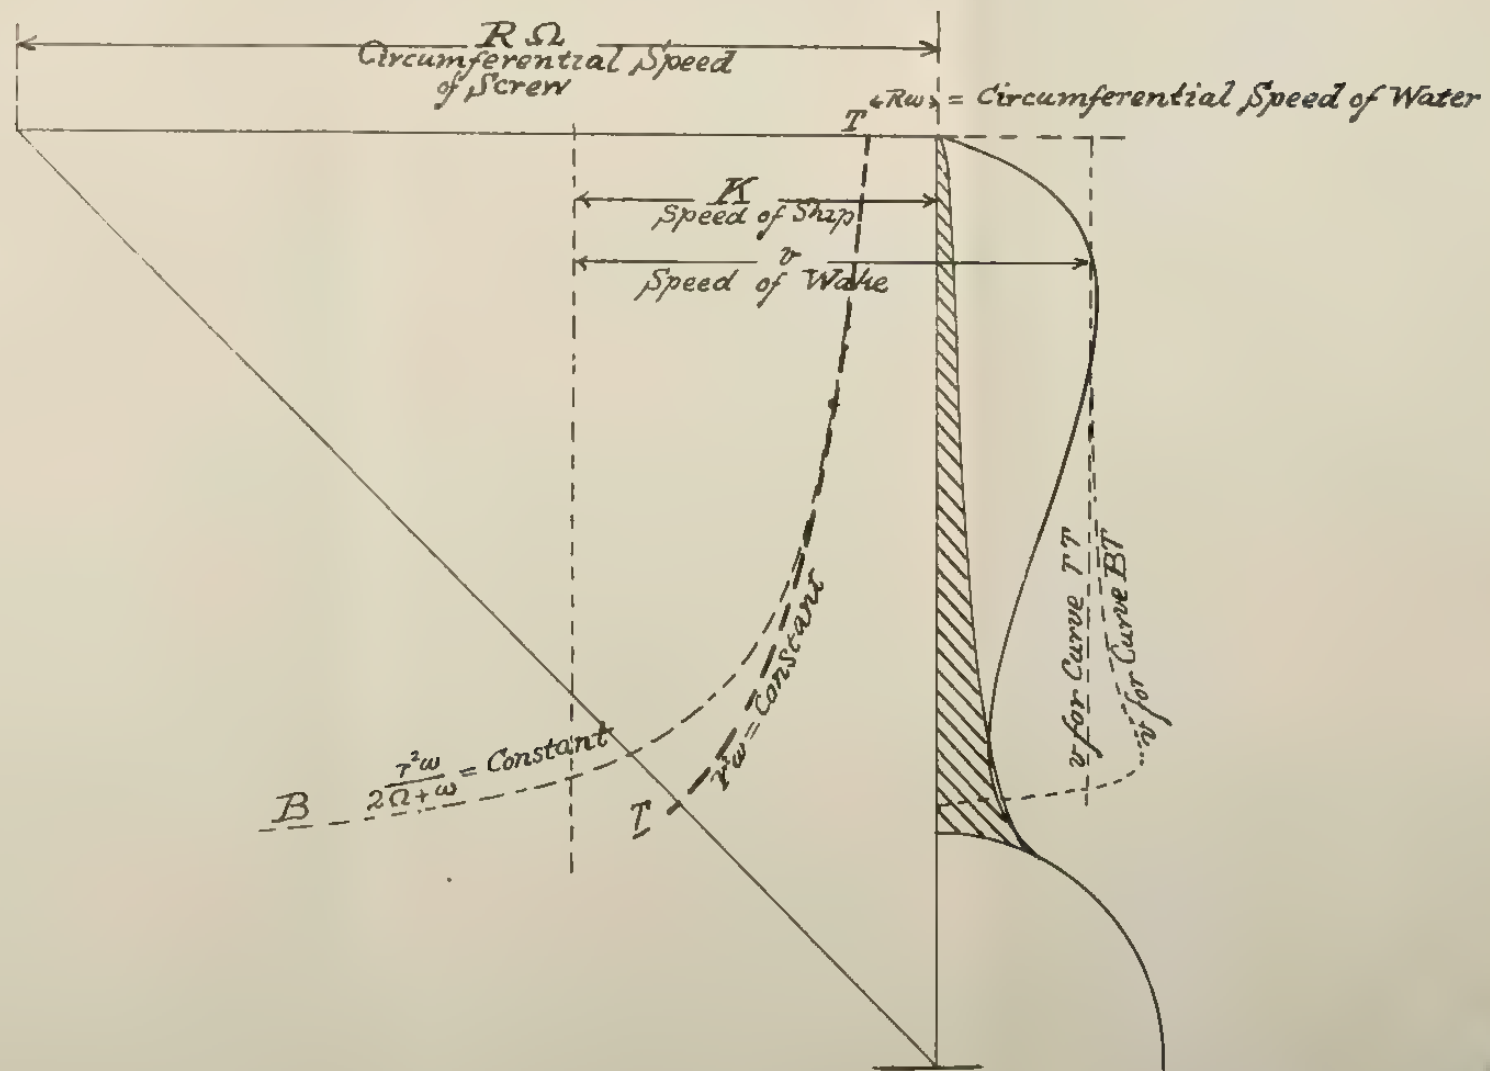 RΩ
Circumferential Speed
of Screw
T
Rω = Circumferential Speed of Water
K
Speed of Ship
v
Speed of Wake
v for Curve TT
v for Curve BT
r²ω = Constant
r²ω / 2Ω+ω = Constant
B
T